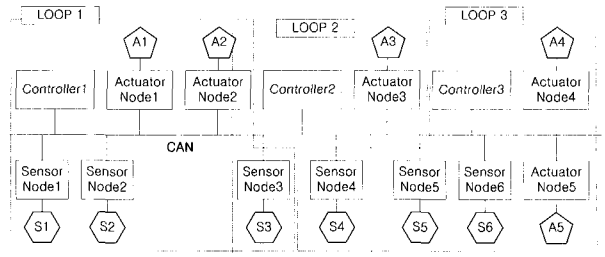 LOOP 1
LOOP 2
LOOP 3
A1
A2
A3
A4
Controller1
Actuator
Node1
Actuator
Node2
Controller2
Actuator
Node3
Controller3
Actuator
Node4
CAN
Sensor
Node1
Sensor
Node2
Sensor
Node3
Sensor
Node4
Sensor
Node5
Sensor
Node6
Actuator
Node5
S1
S2
S3
S4
S5
S6
A5